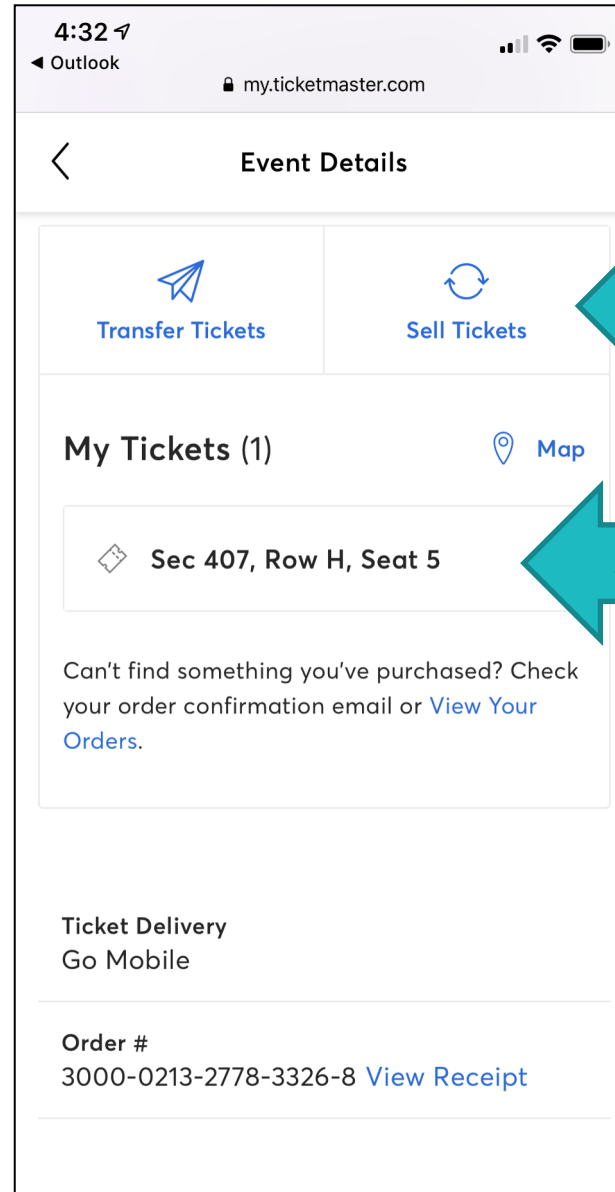 4:32
◀ Outlook
my.ticketmaster.com
Event Details
Transfer Tickets
Sell Tickets
My Tickets (1)
Map
Sec 407, Row H, Seat 5
Can't find something you've purchased? Check
your order confirmation email or View Your
Orders.
Ticket Delivery
Go Mobile
Order #
3000-0213-2778-3326-8 View Receipt